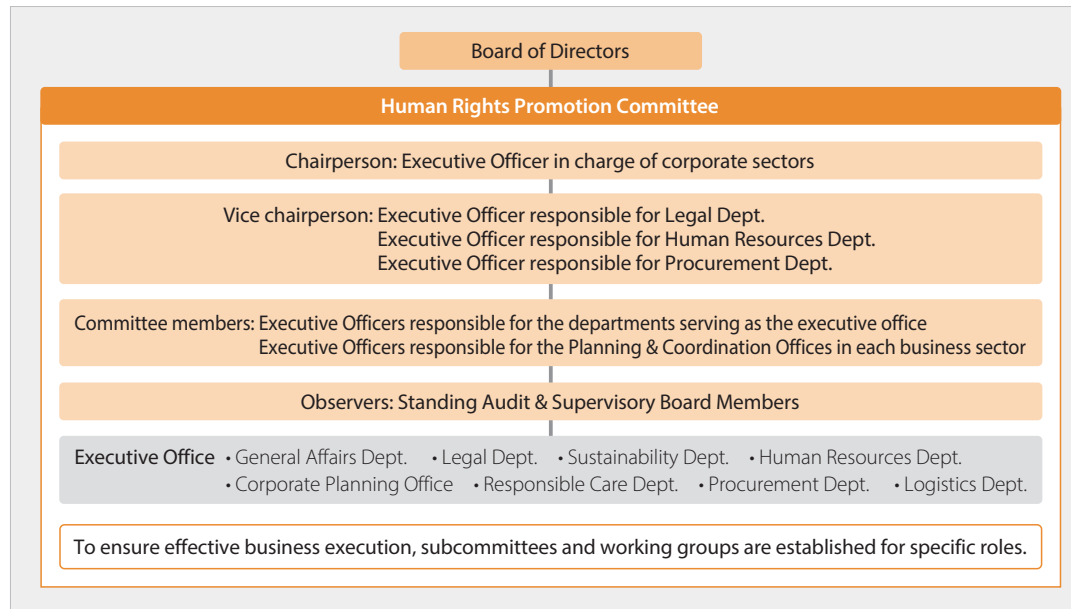 Board of Directors
Human Rights Promotion Committee
Chairperson: Executive Officer in charge of corporate sectors
Vice chairperson: Executive Officer responsible for Legal Dept.
Executive Officer responsible for Human Resources Dept.
Executive Officer responsible for Procurement Dept.
Committee members: Executive Officers responsible for the departments serving as the executive office
Executive Officers responsible for the Planning & Coordination Offices in each business sector
Observers: Standing Audit & Supervisory Board Members
Executive Office • General Affairs Dept. • Legal Dept. • Sustainability Dept. • Human Resources Dept.
• Corporate Planning Office • Responsible Care Dept. • Procurement Dept. • Logistics Dept.
To ensure effective business execution, subcommittees and working groups are established for specific roles.